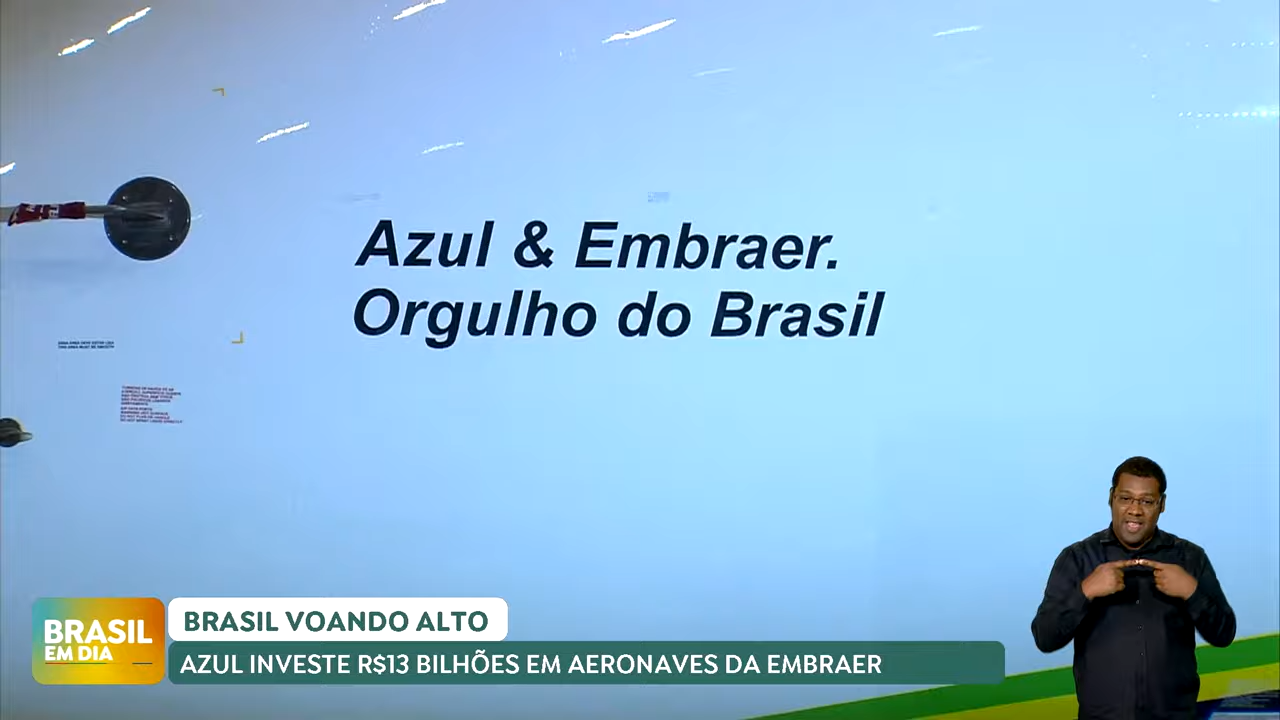 Azul & Embraer.
Orgulho do Brasil
BRASIL
EM DIA
BRASIL VOANDO ALTO
AZUL INVESTE R$13 BILHÕES EM AERONAVES DA EMBRAER